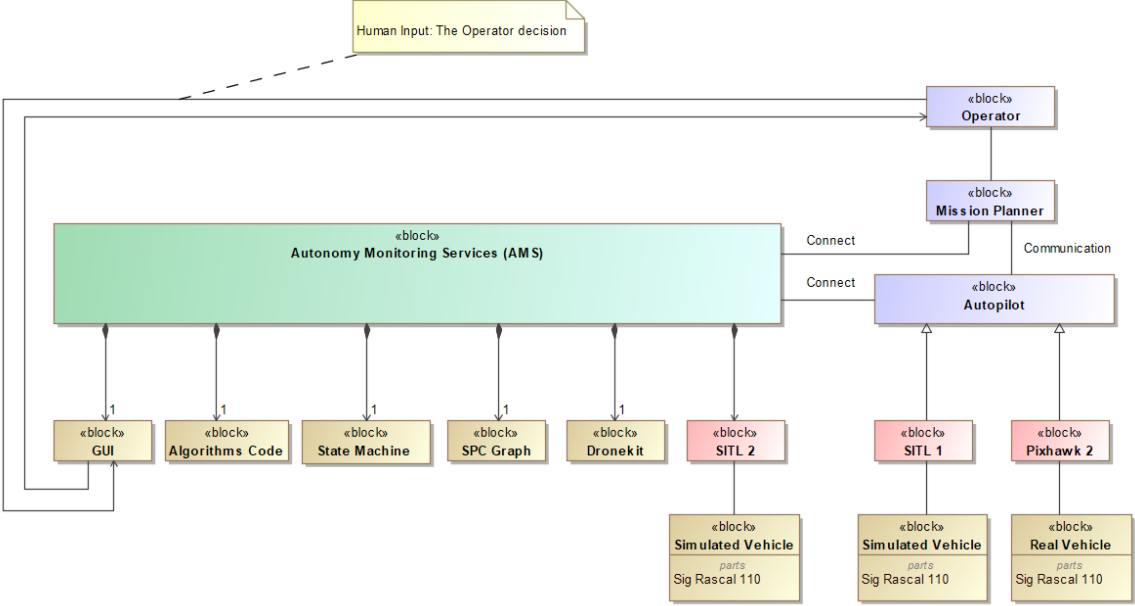 Human Input: The Operator decision
«block»
Operator
«block»
Mission Planner
«block»
Autonomy Monitoring Services (AMS)
Connect
Communication
Connect
«block»
Autopilot
1
1
1
1
1
«block»
GUI
«block»
Algorithms Code
«block»
State Machine
«block»
SPC Graph
«block»
Dronekit
«block»
SITL 2
«block»
SITL 1
«block»
Pixhawk 2
«block»
Simulated Vehicle
parts
Sig Rascal 110
«block»
Simulated Vehicle
parts
Sig Rascal 110
«block»
Real Vehicle
parts
Sig Rascal 110